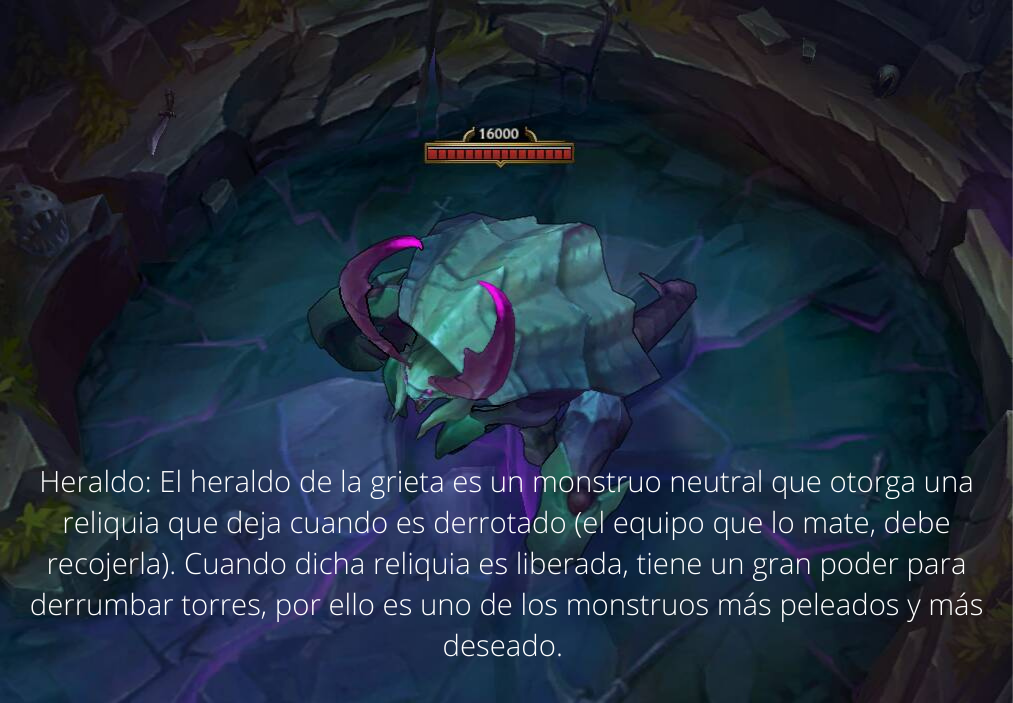 16000
Heraldo: El heraldo de la grieta es un monstruo neutral que otorga una
reliquia que deja cuando es derrotado (el equipo que lo mate, debe
recojerla). Cuando dicha reliquia es liberada, tiene un gran poder para
derrumbar torres, por ello es uno de los monstruos más peleados y más
deseado.